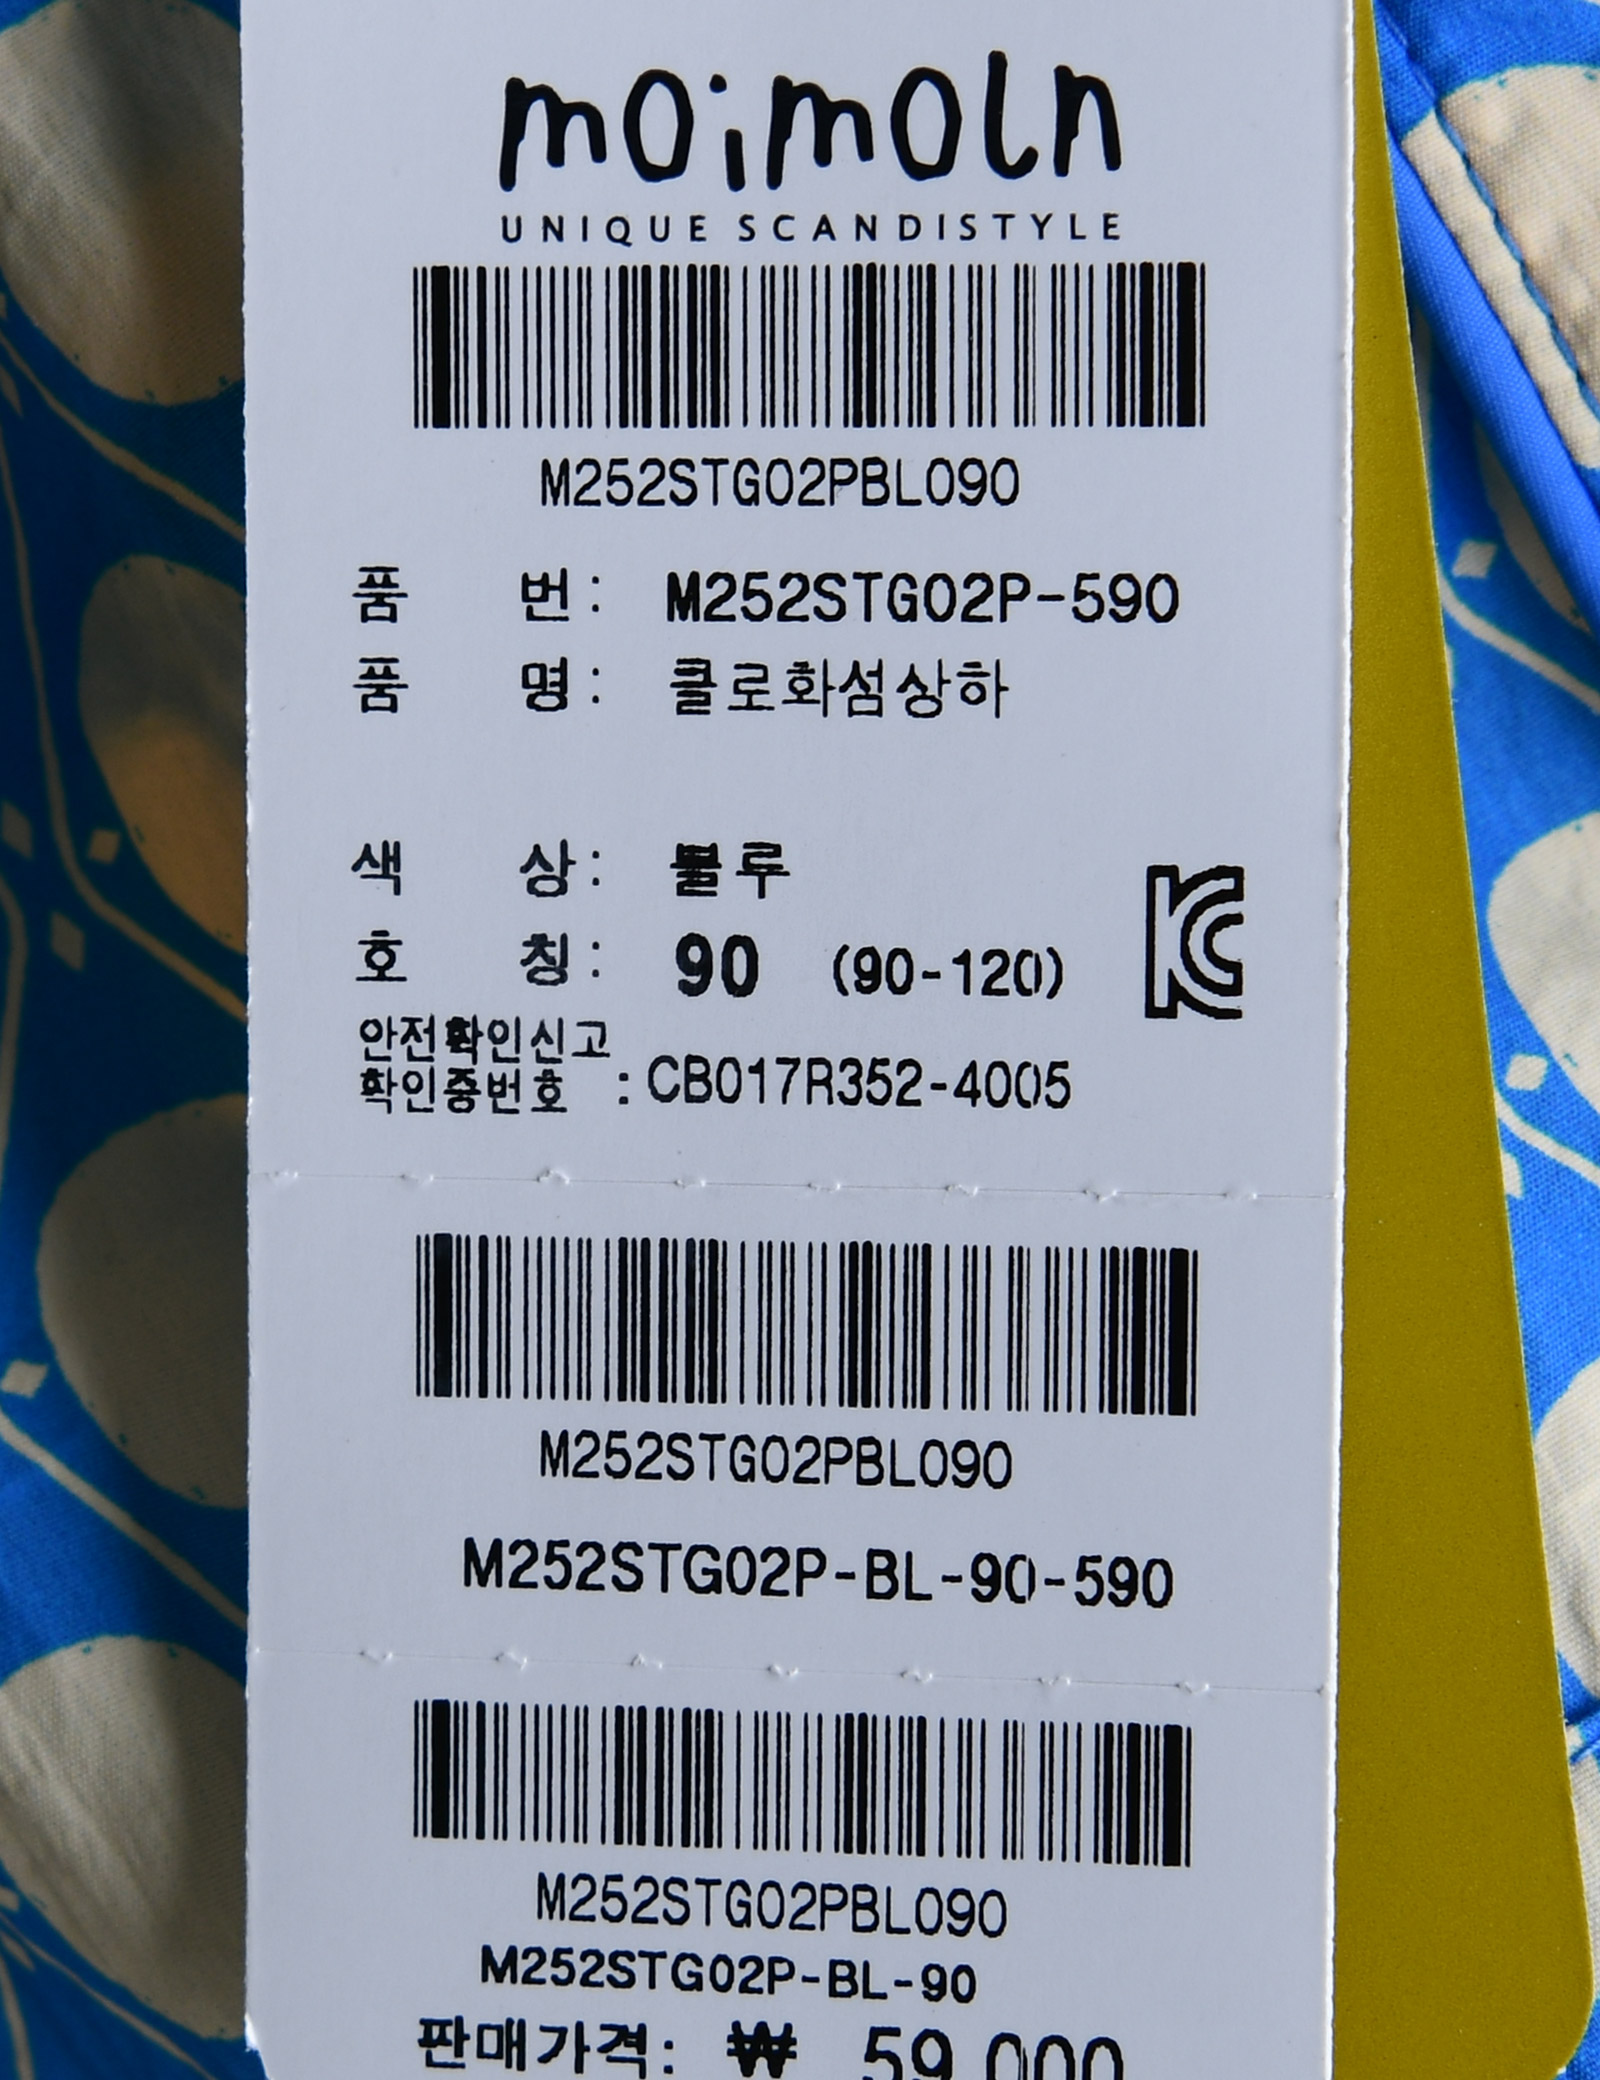 moimoln
UNIQUE SCANDISTYLE
M252STG02PBL090
품 번: M252STG02P-590
품 명: 클로화섬상하
색 상: 블루
호 칭: 90 (90-120)
안전확인신고
확인증번호 : CB017R352-4005
M252STG02PBL090
M252STG02P-BL-90-590
M252STG02PBL090
M252STG02P-BL-90
판매가격: ₩ 59,000